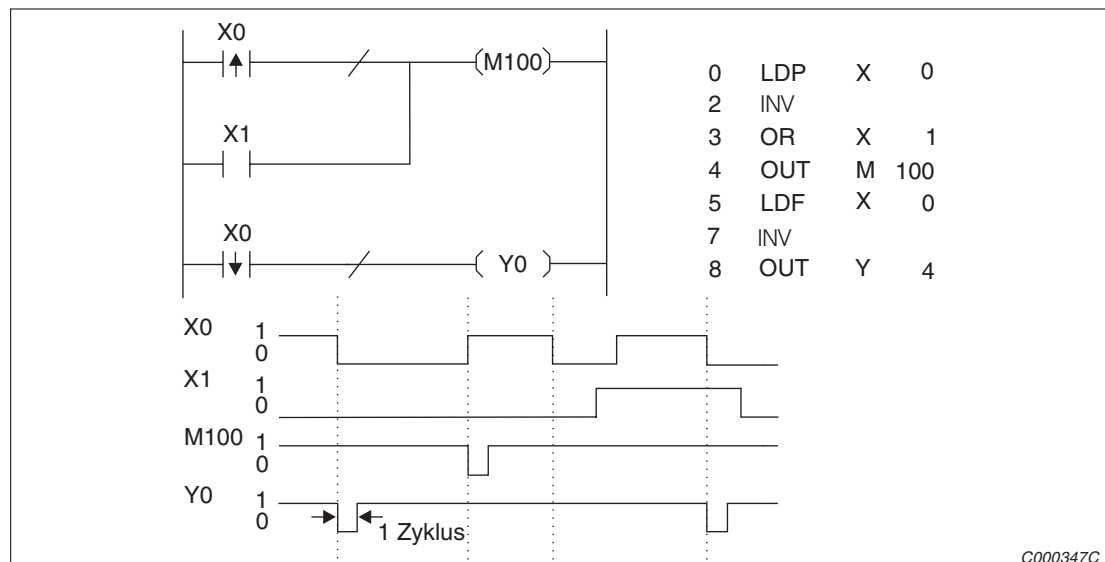 X0
M100
X1
X0
Y0
0 LDP X 0
2 INV
3 OR X 1
4 OUT M 100
5 LDF X 0
7 INV
8 OUT Y 4
X0 1
0
X1 1
0
M100 1
0
Y0 1
0
1 Zyklus
C000347C